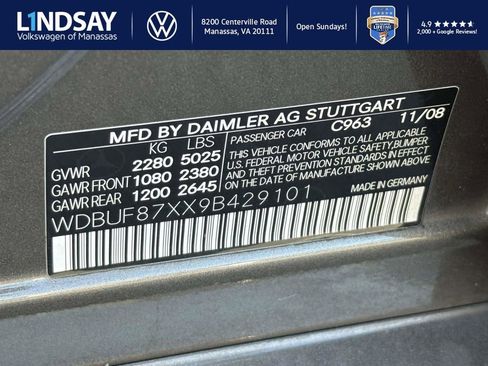 LINDSAY
Volkswagen of Manassas
8200 Centerville Road
Manassas, VA 20111
Open Sundays!
LIFETIME
4.9
2,000+ Google Reviews!
MFD BY DAIMLER AG STUTTGART
KG LBS
GVWR 2280 5025
GAWR FRONT 1080 2380
GAWR REAR 1200 2645
PASSENGER CAR C963 11/08
THIS VEHICLE CONFORMS TO ALL APPLICABLE
U.S. FEDERAL MOTOR VEHICLE SAFETY,BUMPER,
AND THEFT PREVENTION STANDARDS IN EFFECT
ON THE DATE OF MANUFACTURE SHOWN ABOVE
MADE IN GERMANY
WDBUF87XX9B429101